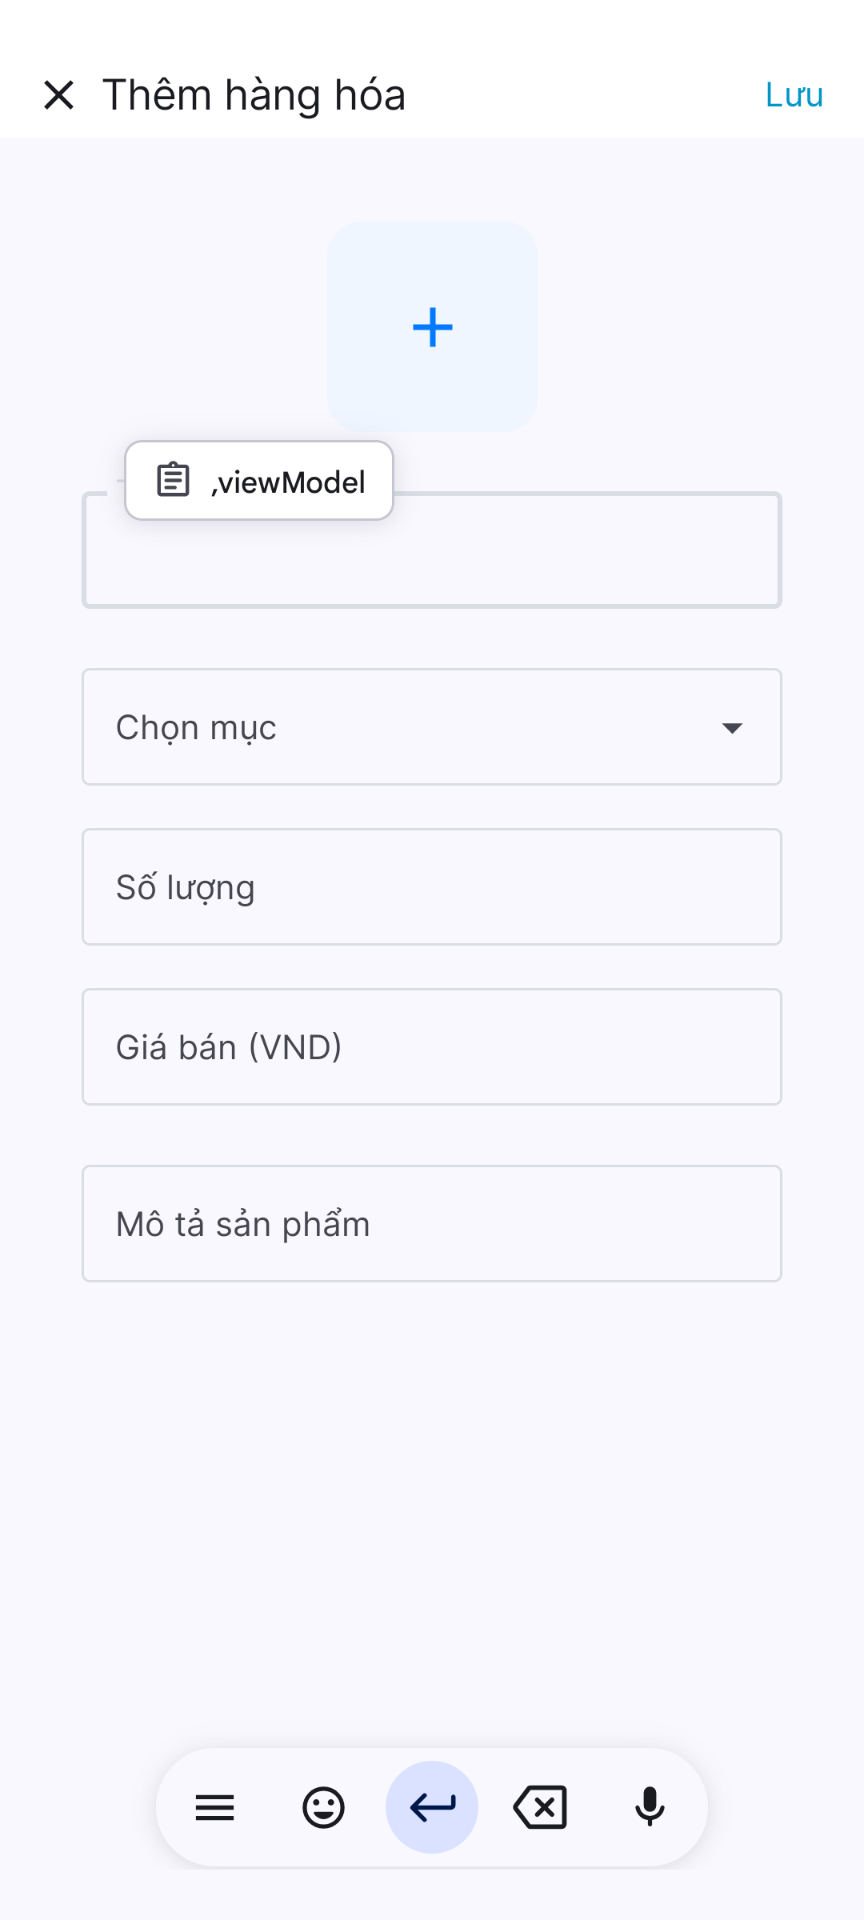 Thêm hàng hóa
Lưu
,viewModel
Chọn mục
Số lượng
Giá bán (VND)
Mô tả sản phẩm